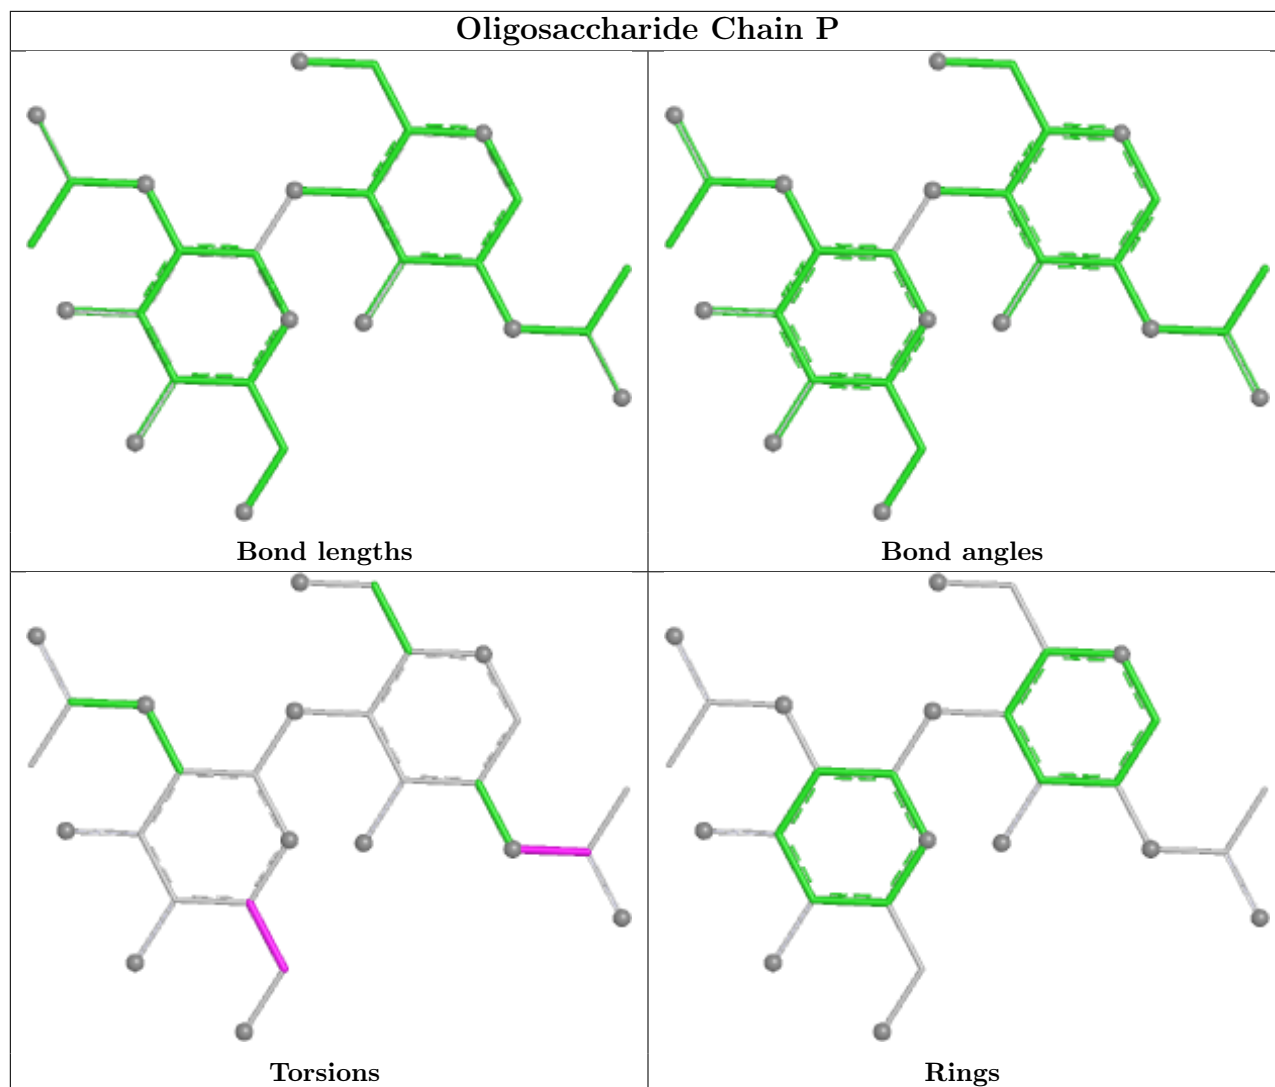 Oligosaccharide Chain P
Bond lengths
Bond angles
Torsions
Rings